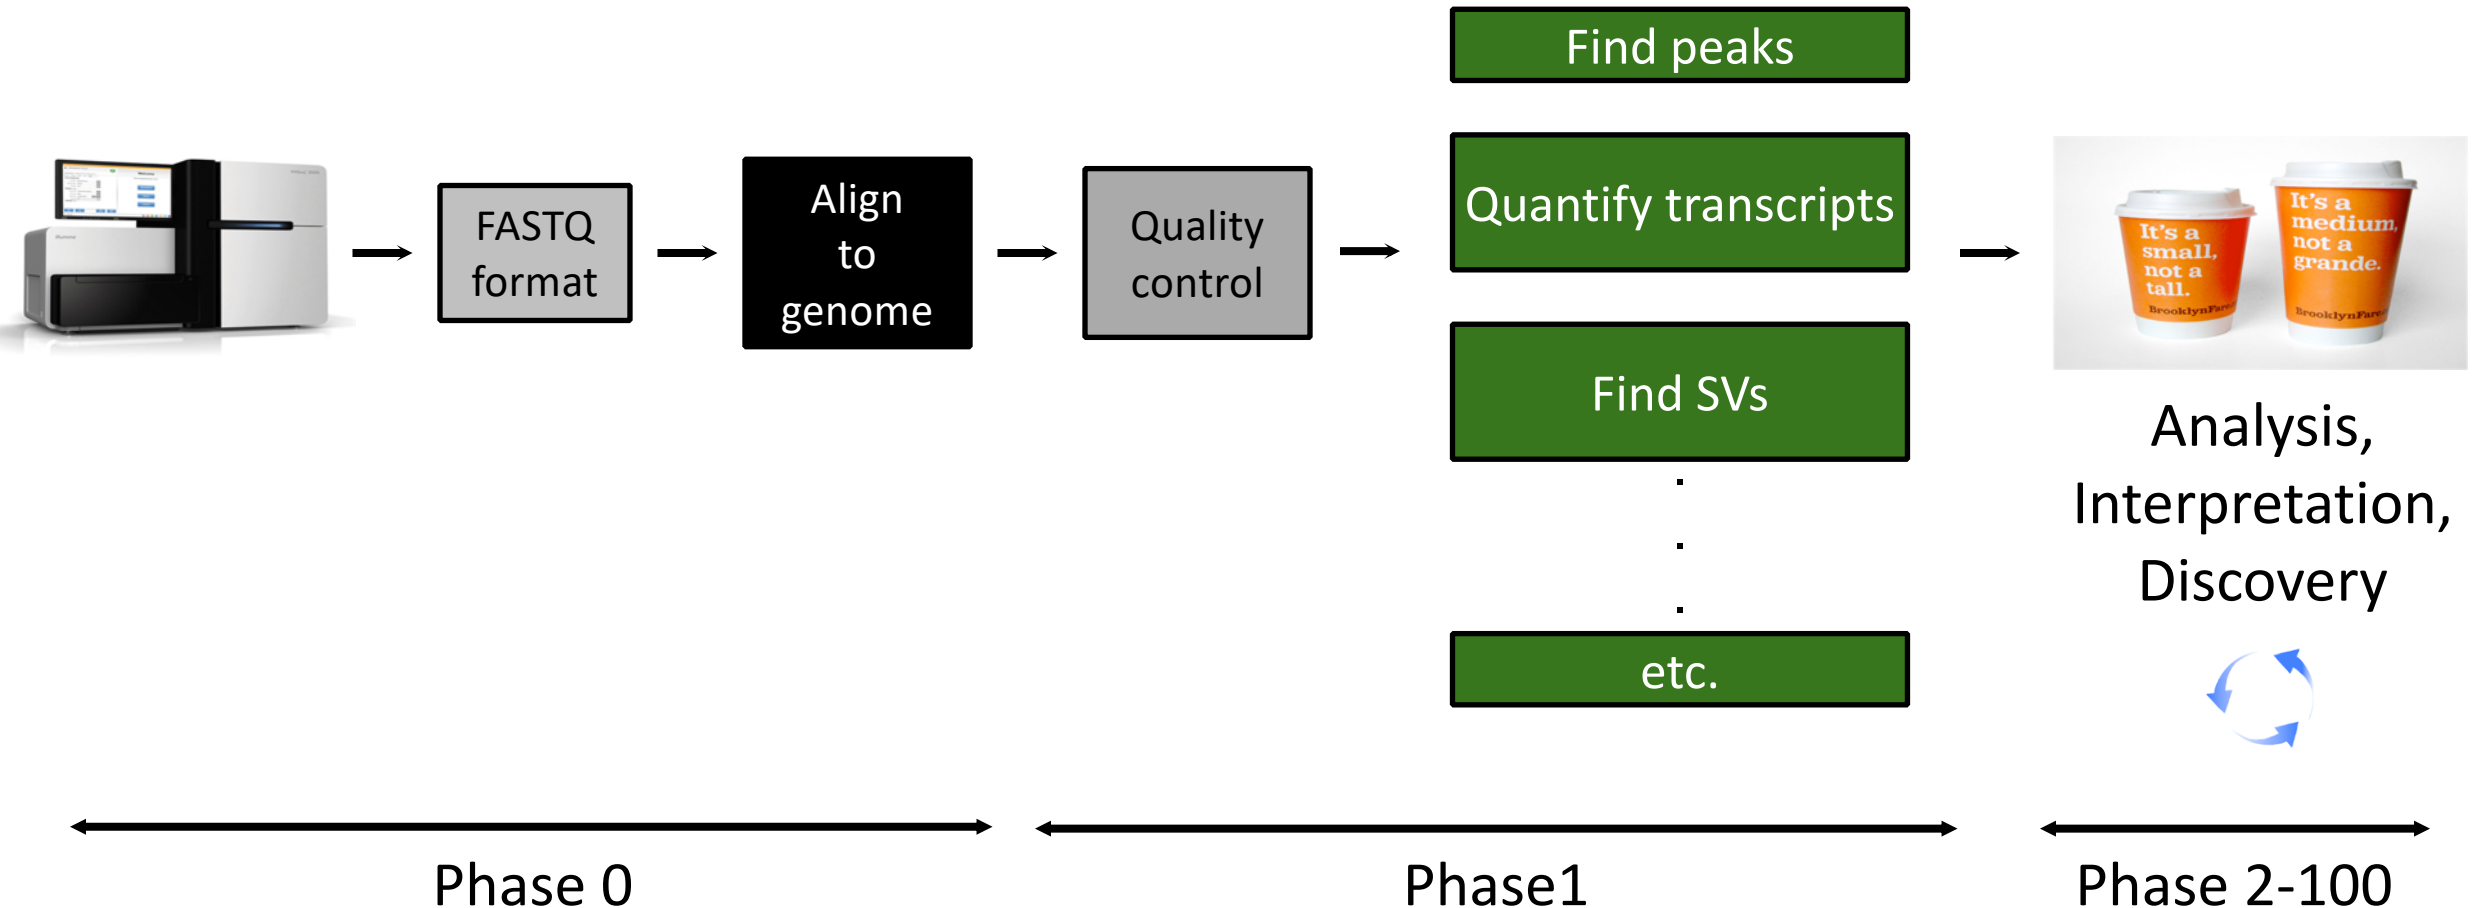 Find peaks
FASTQ
format
Align
to
genome
Quality
control
Quantify transcripts
Find SVs
.
.
.
etc.
It's a
small,
not a
tall.
It's a
medium,
not a
grande.
Analysis,
Interpretation,
Discovery
Phase 0
Phase1
Phase 2-100